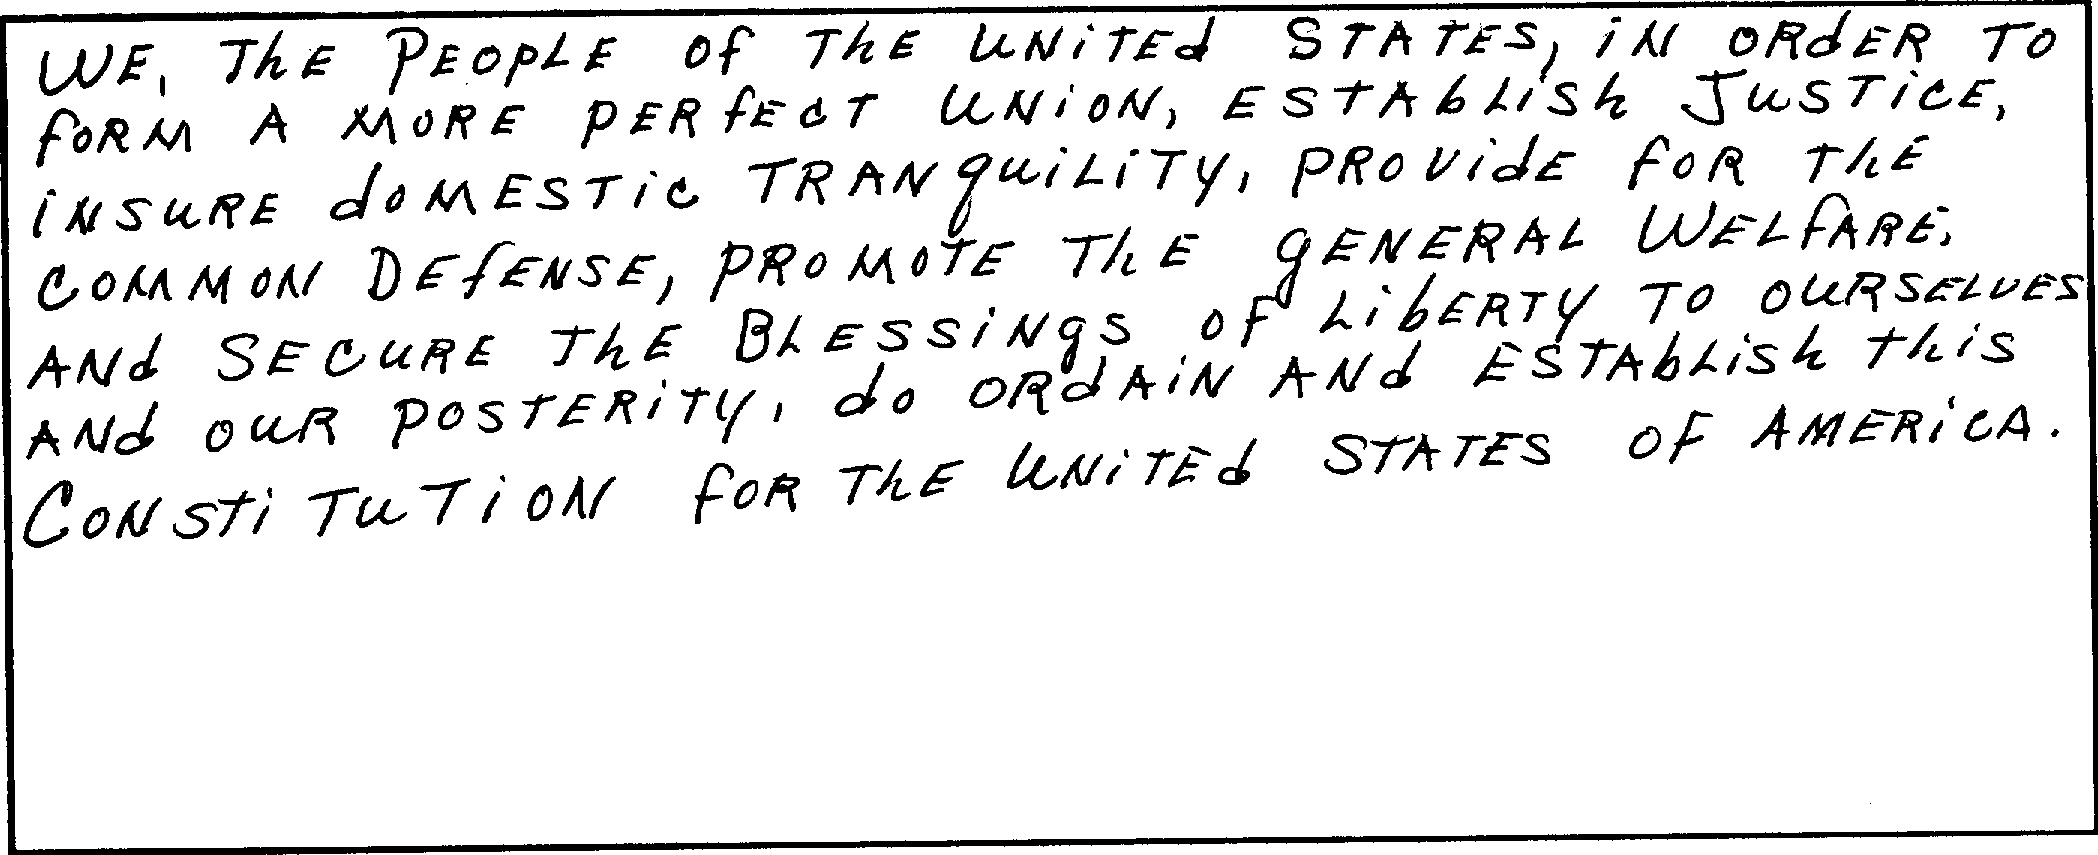 WE, ThE PEOPLE Of ThE UNiTEd STATES, iN ORdER TO
fORM A MORE PERfECT UNiON, ESTAbLiSh JUSTiCE,
iNSURE dOMESTiC TRANquiLiTY, PROVidE fOR ThE
COMMON DEfENSE, PROMOTE ThE gENERAL WELfARE,
ANd SECURE ThE BLESSiNgS OF LibERTY TO OURSELVES
ANd OUR POSTERiTY, do ORdAiN ANd ESTAbLiSh this
CONStiTUTiON fOR ThE UNiTEd STATES OF AMERiCA.